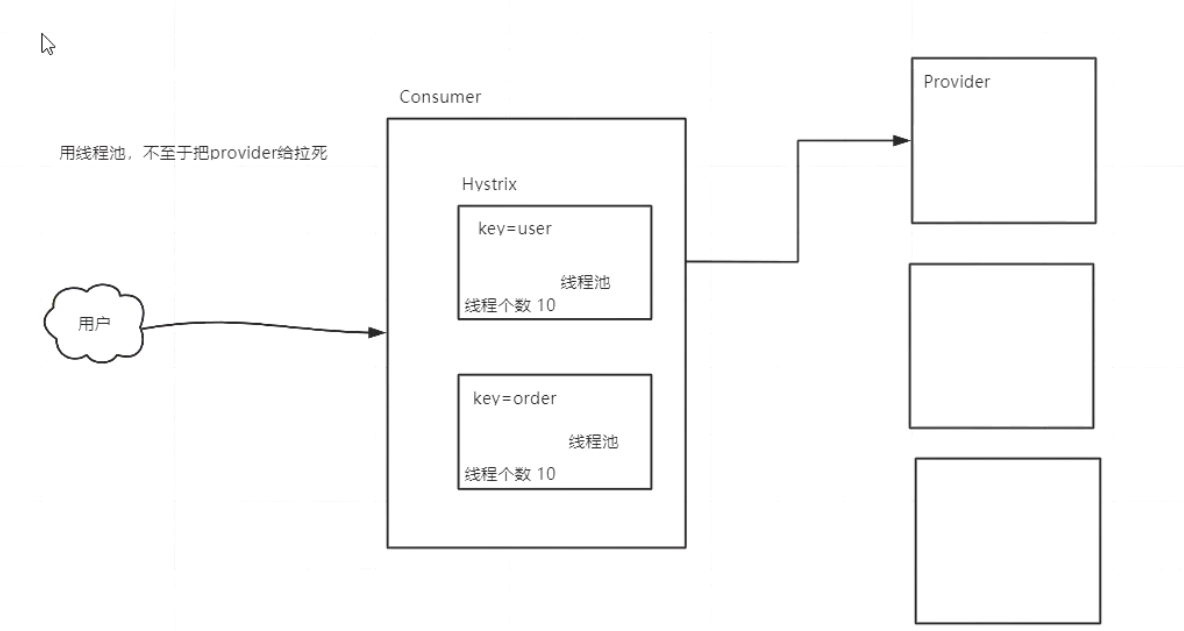 Provider
Consumer
用线程池，不至于把provider给拉死
Hystrix
key=user
线程池
线程个数 10
用户
key=order
线程池
线程个数 10